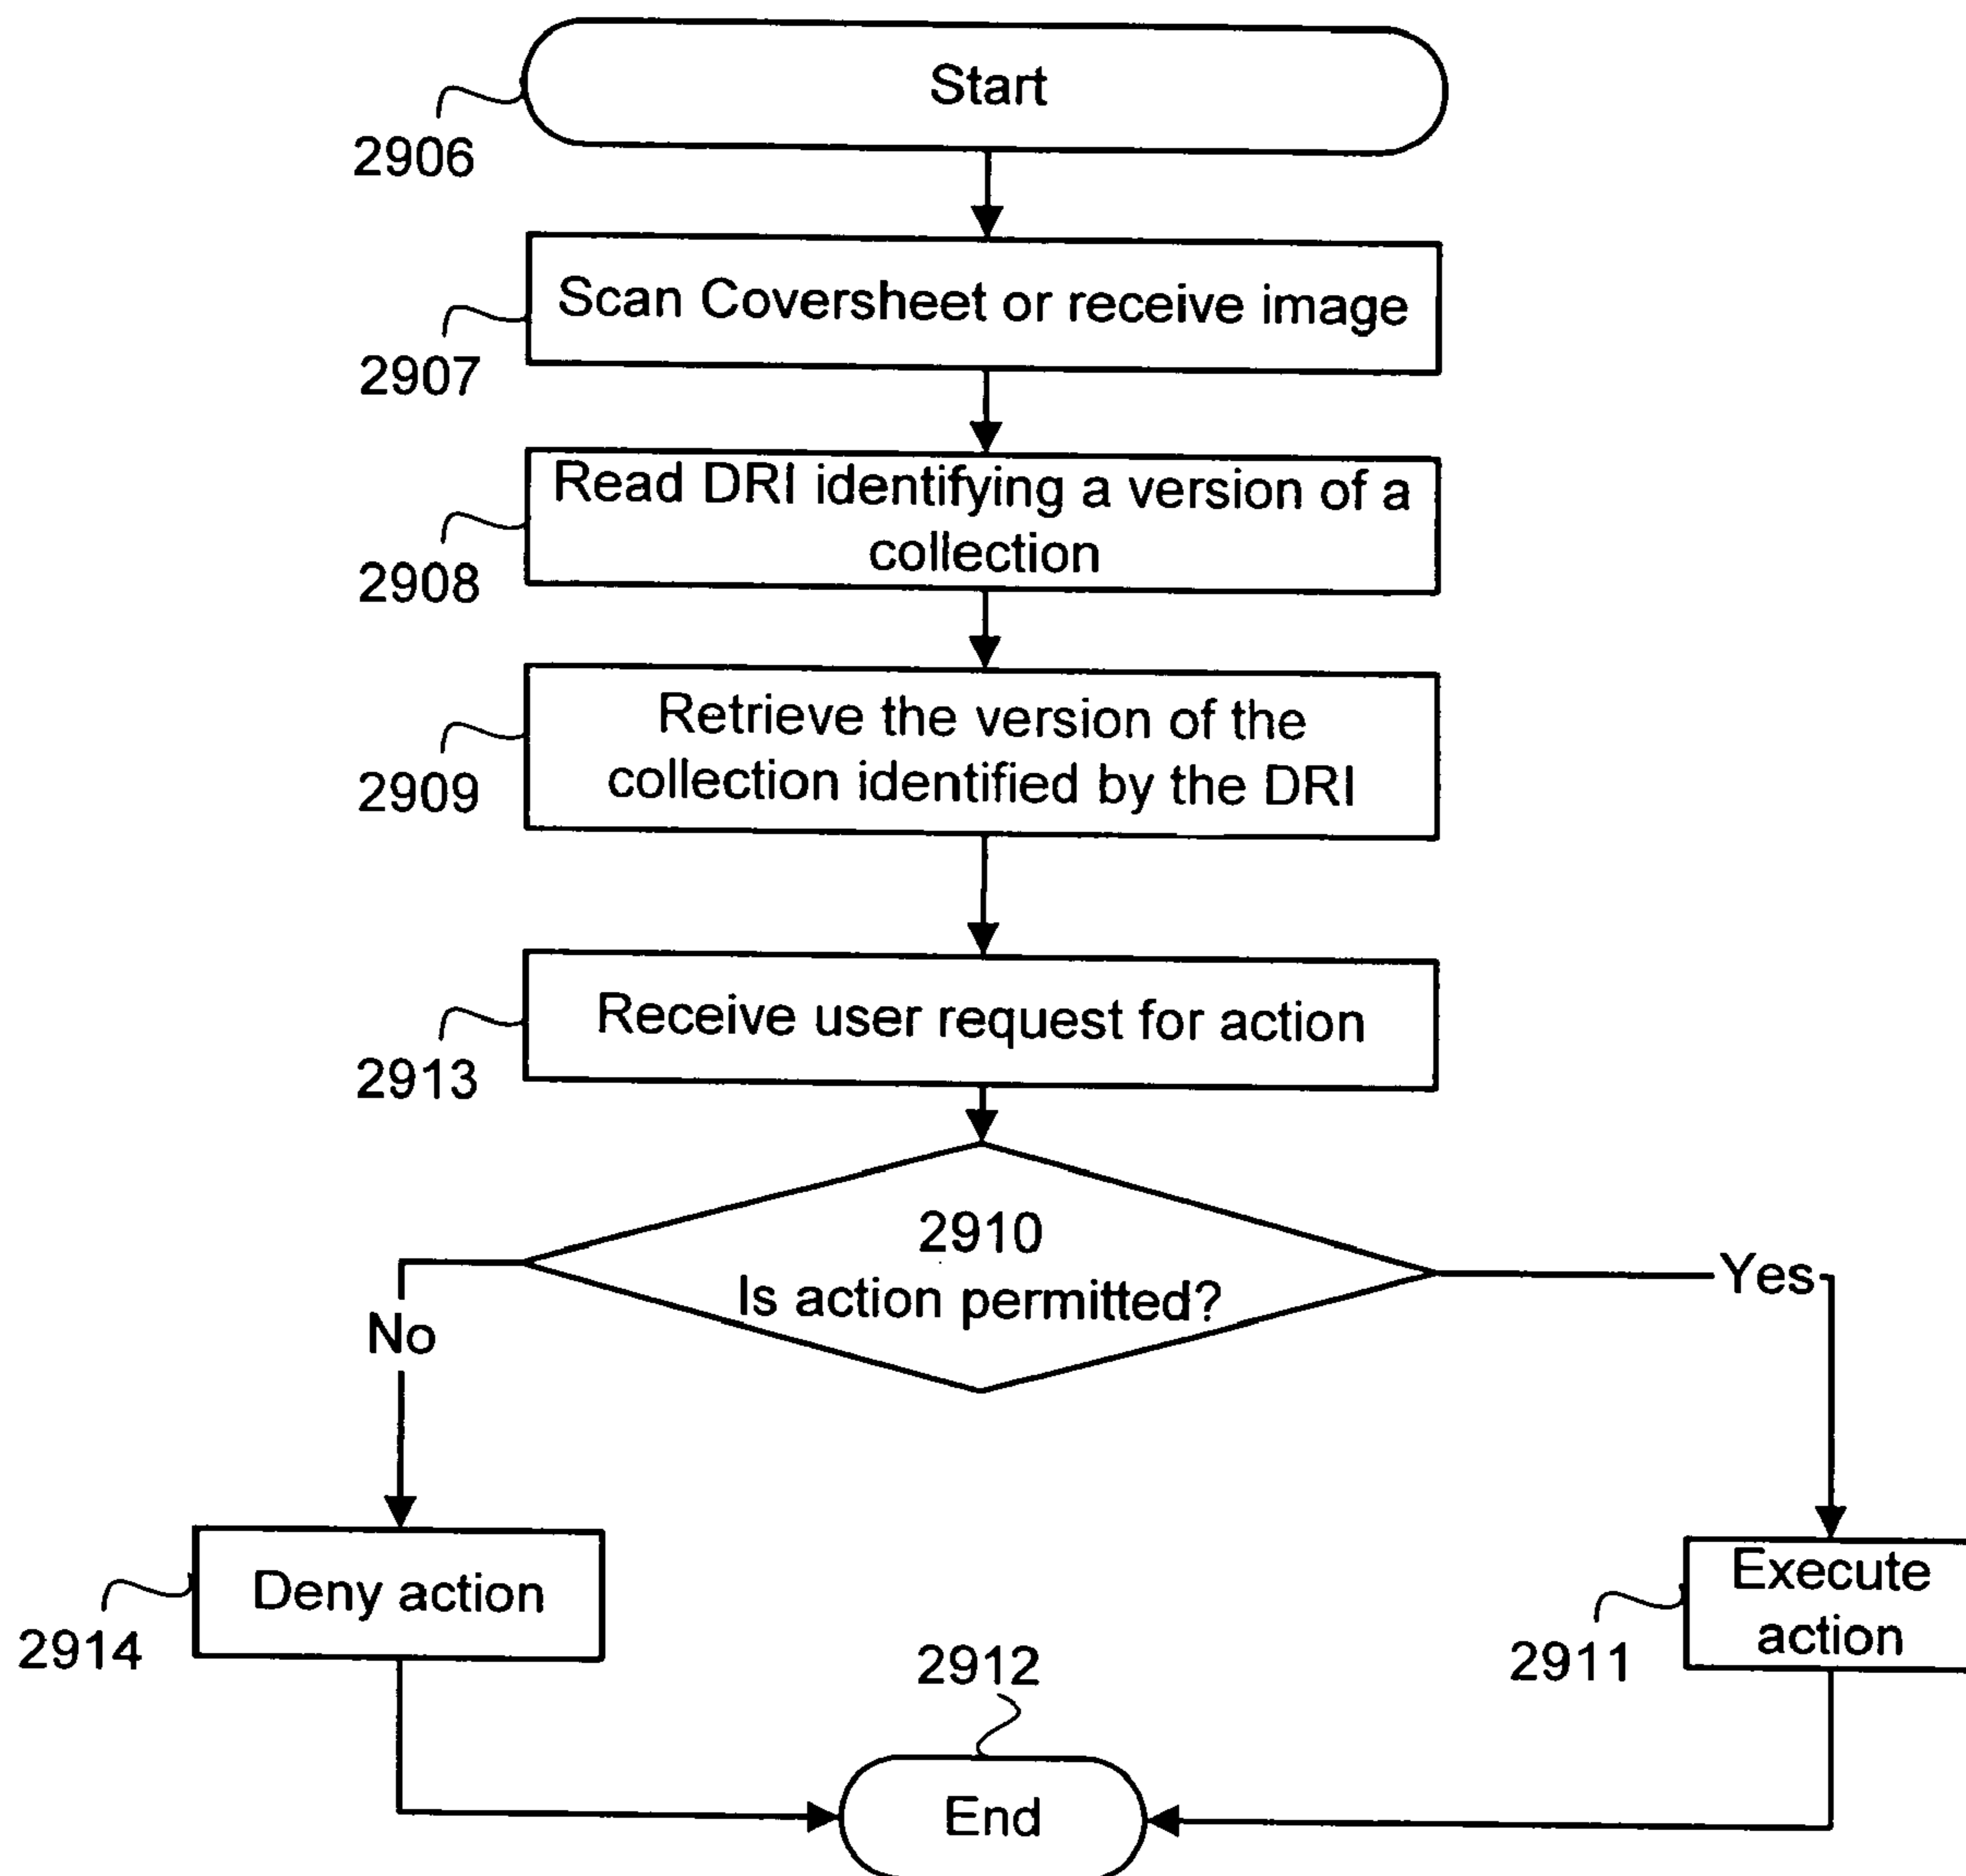 Start
2906
Scan Coversheet or receive image
2907
Read DRI identifying a version of a
collection
2908
Retrieve the version of the
collection identified by the DRI
2909
Receive user request for action
2913
2910
Is action permitted?
Yes
No
Deny action
2914
Execute
action
2911
2912
End